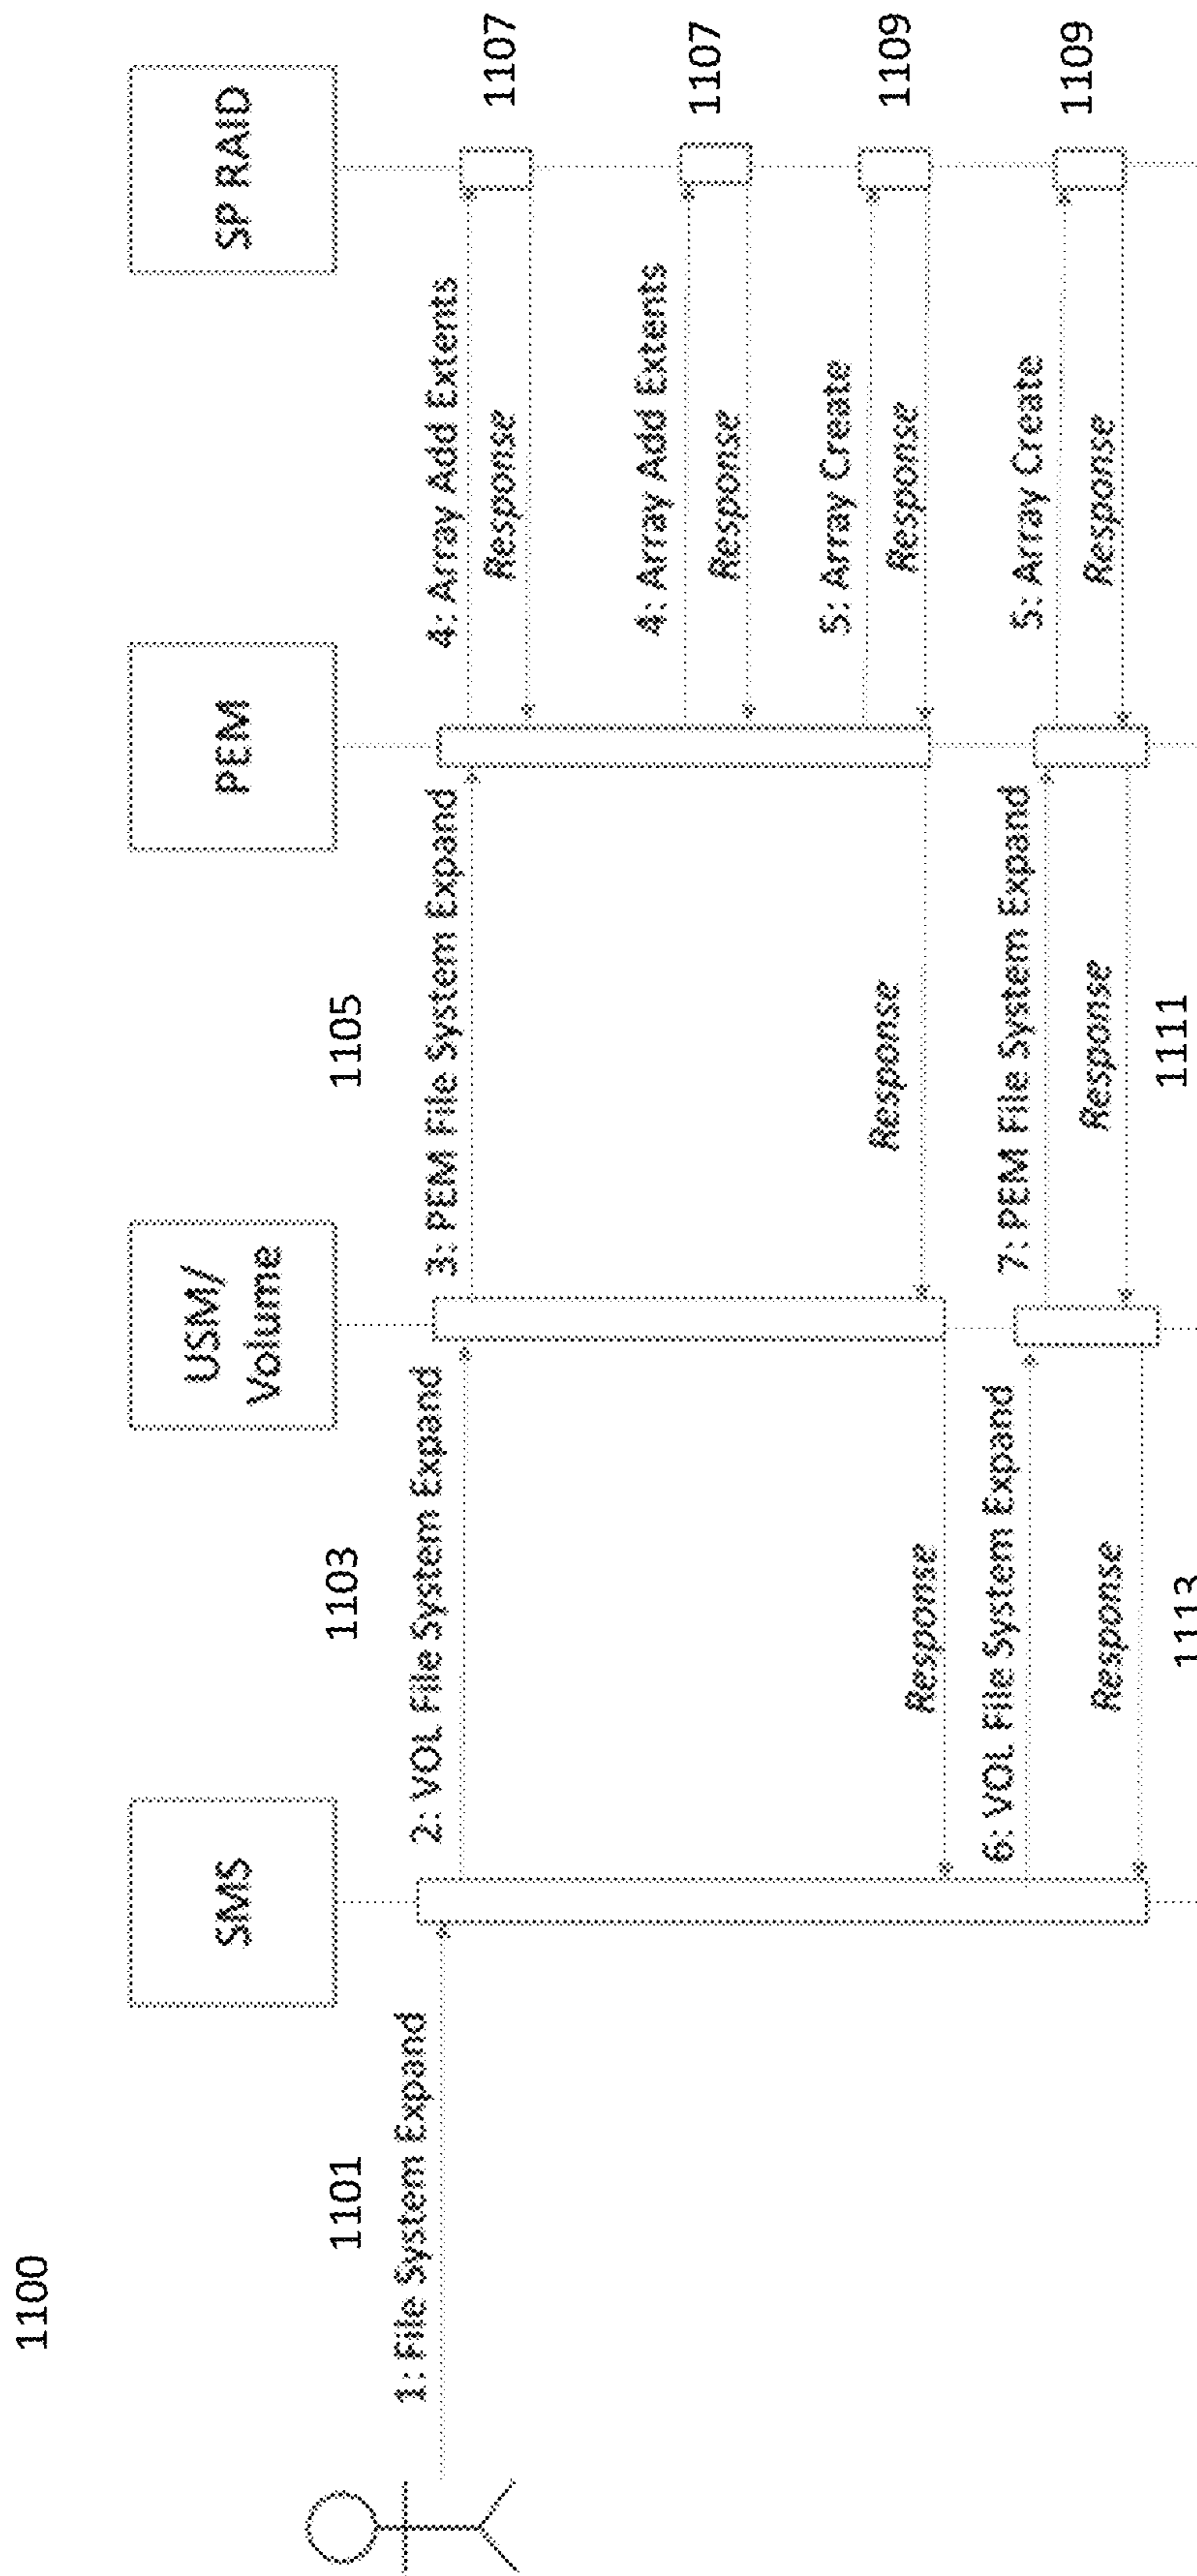 1100
SMS
USM/
Volume
PEM
SP RAID
1101
1103
1105
1: File System Expand
2: VOL File System Expand
3: PEM File System Expand
4: Array Add Extents
1107
Response
4: Array Add Extents
1107
Response
5: Array Create
1109
Response
Response
Response
6: VOL File System Expand
7: PEM File System Expand
5: Array Create
1109
Response
Response
Response
1111
1113